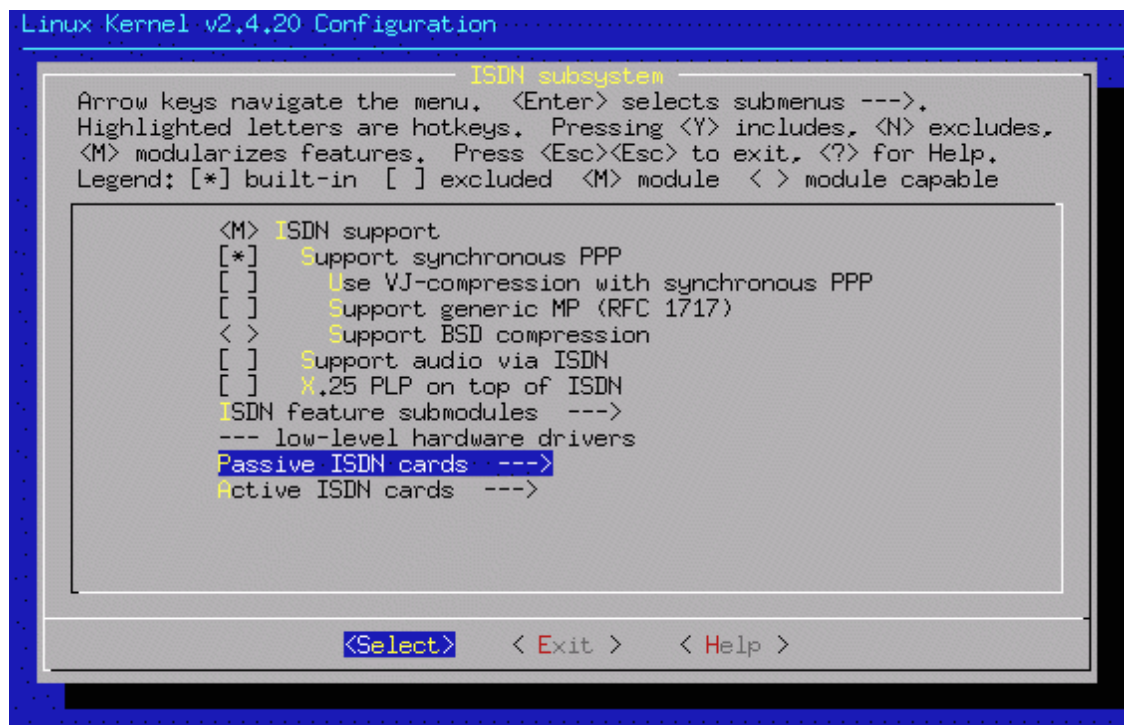 Linux Kernel v2.4.20 Configuration
ISDN subsystem
Arrow keys navigate the menu.  <Enter> selects submenus --->.
Highlighted letters are hotkeys.  Pressing <Y> includes, <N> excludes,
<M> modularizes features.  Press <Esc><Esc> to exit, <?> for Help.
Legend: [*] built-in  [ ] excluded  <M> module  < > module capable
<M> ISDN support
[*]   Support synchronous PPP
[ ]     Use VJ-compression with synchronous PPP
[ ]     Support generic MP (RFC 1717)
< >     Support BSD compression
[ ]   Support audio via ISDN
[ ]   X.25 PLP on top of ISDN
ISDN feature submodules  --->
--- low-level hardware drivers
Passive ISDN cards  --->
Active ISDN cards  --->
<Select>    < Exit >    < Help >